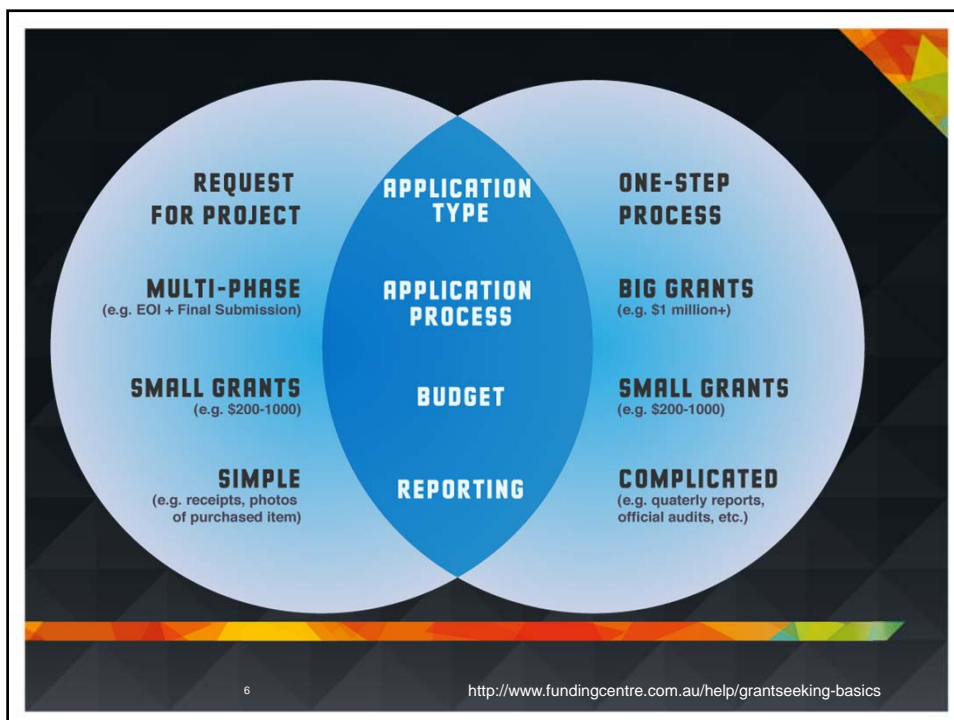 REQUEST
FOR PROJECT
APPLICATION
TYPE
ONE-STEP
PROCESS
MULTI-PHASE
(e.g. EOI + Final Submission)
APPLICATION
PROCESS
BIG GRANTS
(e.g. $1 million+)
SMALL GRANTS
(e.g. $200-1000)
BUDGET
SMALL GRANTS
(e.g. $200-1000)
SIMPLE
(e.g. receipts, photos
of purchased item)
REPORTING
COMPLICATED
(e.g. quaterly reports,
official audits, etc.)
6
http://www.fundingcentre.com.au/help/grantseeking-basics